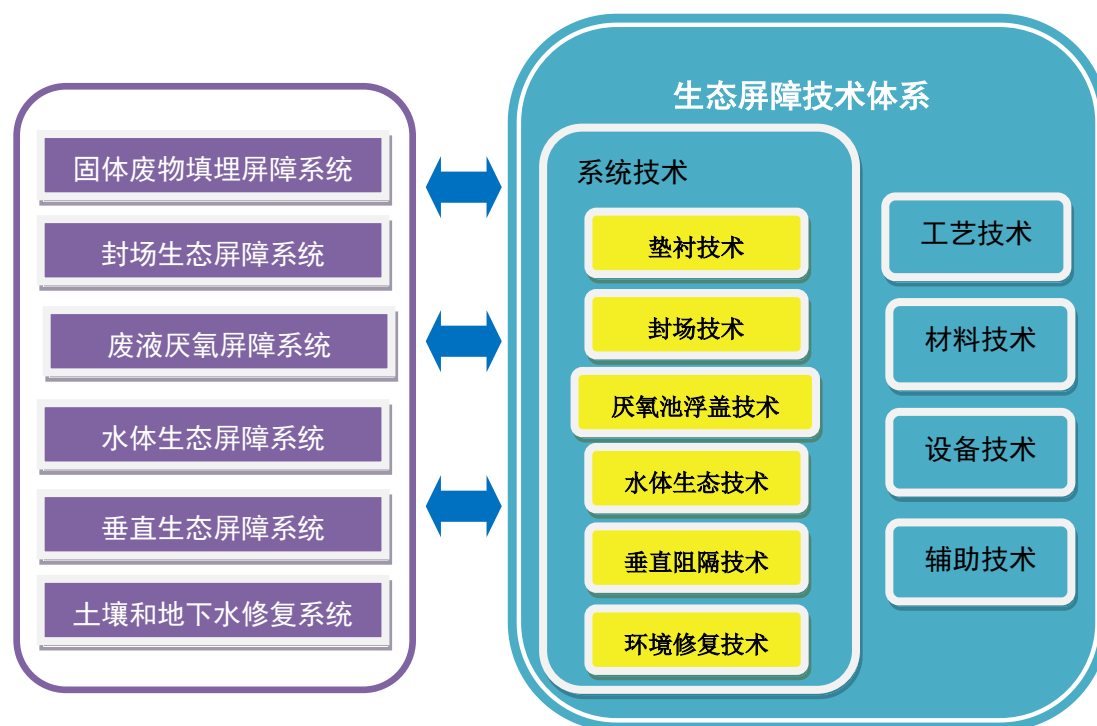 固体废物填埋屏障系统
封场生态屏障系统
废液厌氧屏障系统
水体生态屏障系统
垂直生态屏障系统
土壤和地下水修复系统
生态屏障技术体系
系统技术
垫衬技术
封场技术
厌氧池浮盖技术
水体生态技术
垂直阻隔技术
环境修复技术
工艺技术
材料技术
设备技术
辅助技术